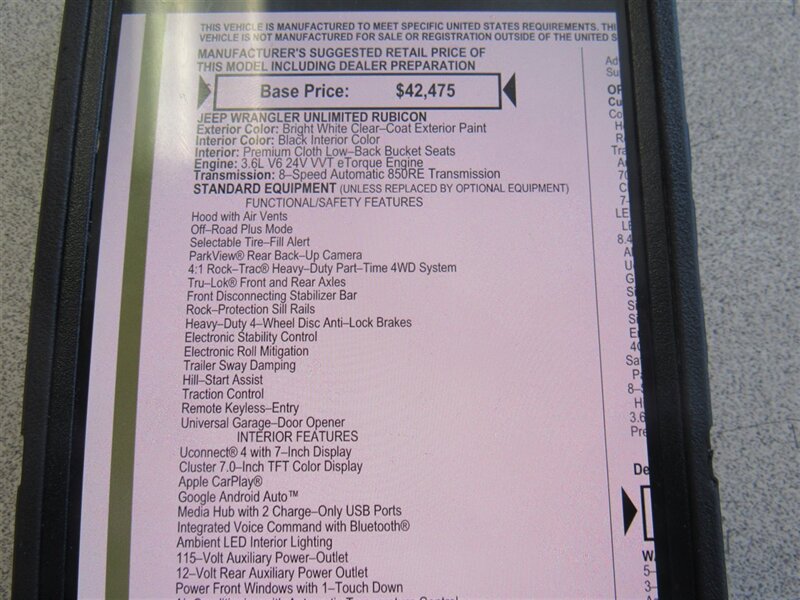 THIS VEHICLE IS MANUFACTURED TO MEET SPECIFIC UNITED STATES REQUIREMENTS.
VEHICLE IS NOT MANUFACTURED FOR SALE OR REGISTRATION OUTSIDE OF THE UNITED S
MANUFACTURER'S SUGGESTED RETAIL PRICE OF
THIS MODEL INCLUDING DEALER PREPARATION
Base Price: $42,475
JEEP WRANGLER UNLIMITED RUBICON
Exterior Color: Bright White Clear–Coat Exterior Paint
Interior Color: Black Interior Color
Interior: Premium Cloth Low–Back Bucket Seats
Engine: 3.6L V6 24V VVT eTorque Engine
Transmission: 8–Speed Automatic 850RE Transmission
STANDARD EQUIPMENT (UNLESS REPLACED BY OPTIONAL EQUIPMENT)
FUNCTIONAL/SAFETY FEATURES
Hood with Air Vents
Off–Road Plus Mode
Selectable Tire–Fill Alert
ParkView® Rear Back–Up Camera
4:1 Rock–Trac® Heavy–Duty Part–Time 4WD System
Tru–Lok® Front and Rear Axles
Front Disconnecting Stabilizer Bar
Rock–Protection Sill Rails
Heavy–Duty 4–Wheel Disc Anti–Lock Brakes
Electronic Stability Control
Electronic Roll Mitigation
Trailer Sway Damping
Hill–Start Assist
Traction Control
Remote Keyless–Entry
Universal Garage–Door Opener
INTERIOR FEATURES
Uconnect® 4 with 7–Inch Display
Cluster 7.0–Inch TFT Color Display
Apple CarPlay®
Google Android Auto™
Media Hub with 2 Charge–Only USB Ports
Integrated Voice Command with Bluetooth®
Ambient LED Interior Lighting
115–Volt Auxiliary Power–Outlet
12–Volt Rear Auxiliary Power Outlet
Power Front Windows with 1–Touch Down